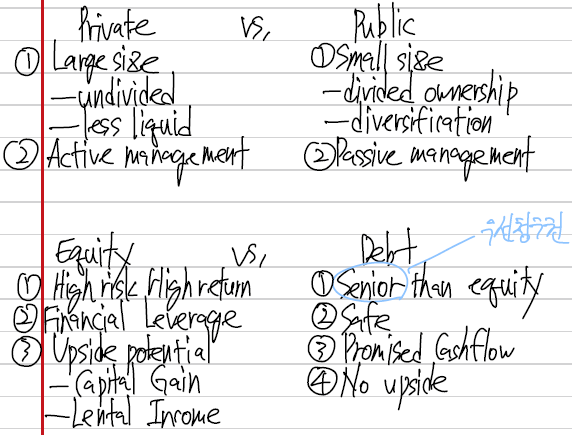 Private vs, Public
① Large size
— undivided
— less liquid
② Active management
① Small size
— divided ownership
— diversification
② Passive management
Equity vs, Debt
① High risk High return
② Financial Leverage
③ Upside potential
— Capital Gain
— Lental Income
우선청구권
① Senior than equity
② Safe
③ Promised Cashflow
④ No upside